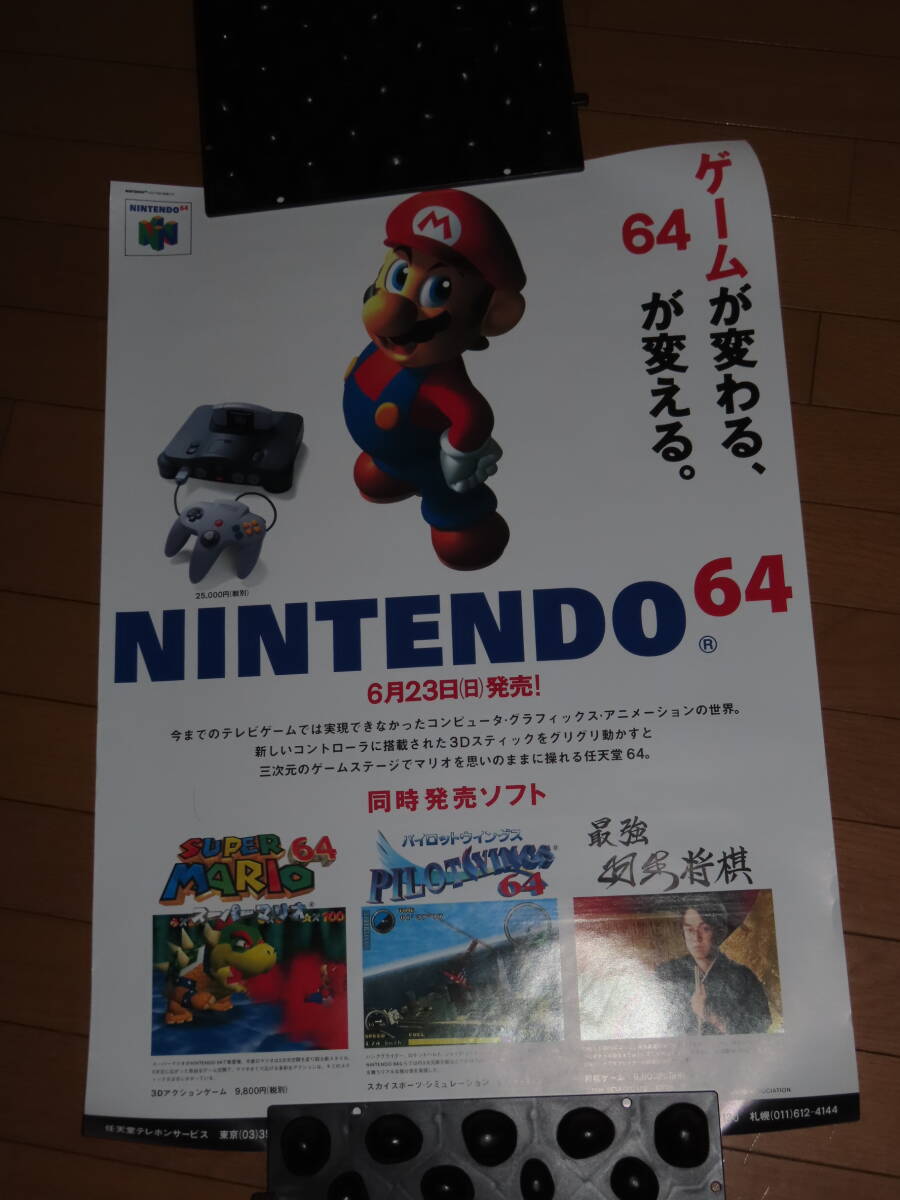 NINTENDO 64
ゲームが変わる、
64が変える。
25,000円(税別)
NINTENDO 64 ®
6月23日(日)発売!
今までのテレビゲームでは実現できなかったコンピュータ・グラフィックス・アニメーションの世界。
新しいコントローラに搭載された3Dスティックをグリグリ動かすと
三次元のゲームステージでマリオを思いのままに操れる任天堂64。
同時発売ソフト
SUPER MARIO 64
スーパーマリオ
3Dアクションゲーム 9,800円(税別)
パイロットウイングス
PILOTWINGS 64
スカイスポーツ・シミュレーション
最強
羽生将棋
任天堂テレホンサービス 東京(03)35
札幌(011)612-4144